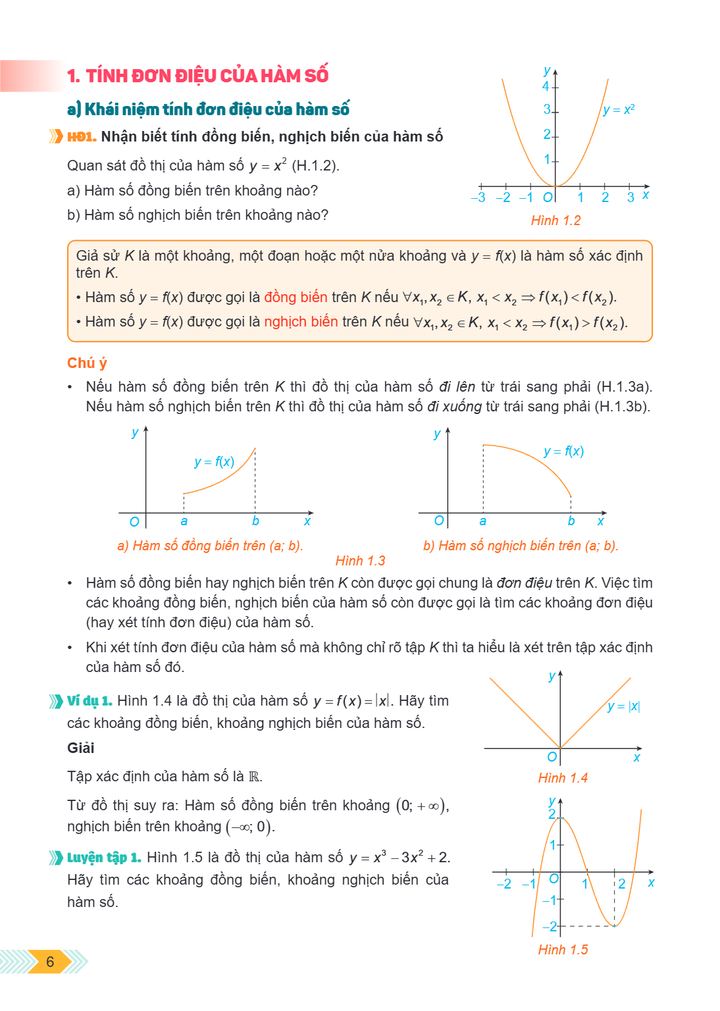 1. TÍNH ĐƠN ĐIỆU CỦA HÀM SỐ
a) Khái niệm tính đơn điệu của hàm số
HĐ1. Nhận biết tính đồng biến, nghịch biến của hàm số
Quan sát đồ thị của hàm số y = x² (H.1.2).
a) Hàm số đồng biến trên khoảng nào?
b) Hàm số nghịch biến trên khoảng nào?
y
4
3
y = x²
2
1
–3 –2 –1 O 1 2 3 x
Hình 1.2
Giả sử K là một khoảng, một đoạn hoặc một nửa khoảng và y = f(x) là hàm số xác định
trên K.
• Hàm số y = f(x) được gọi là đồng biến trên K nếu ∀x₁, x₂ ∈ K, x₁ < x₂ ⇒ f(x₁) < f(x₂).
• Hàm số y = f(x) được gọi là nghịch biến trên K nếu ∀x₁, x₂ ∈ K, x₁ < x₂ ⇒ f(x₁) > f(x₂).
Chú ý
• Nếu hàm số đồng biến trên K thì đồ thị của hàm số đi lên từ trái sang phải (H.1.3a).
Nếu hàm số nghịch biến trên K thì đồ thị của hàm số đi xuống từ trái sang phải (H.1.3b).
y
y = f(x)
O a b x
a) Hàm số đồng biến trên (a; b).
y
y = f(x)
O a b x
b) Hàm số nghịch biến trên (a; b).
Hình 1.3
• Hàm số đồng biến hay nghịch biến trên K còn được gọi chung là đơn điệu trên K. Việc tìm
các khoảng đồng biến, nghịch biến của hàm số còn được gọi là tìm các khoảng đơn điệu
(hay xét tính đơn điệu) của hàm số.
• Khi xét tính đơn điệu của hàm số mà không chỉ rõ tập K thì ta hiểu là xét trên tập xác định
của hàm số đó.
Ví dụ 1. Hình 1.4 là đồ thị của hàm số y = f(x) = |x|. Hãy tìm
các khoảng đồng biến, khoảng nghịch biến của hàm số.
Giải
Tập xác định của hàm số là ℝ.
Từ đồ thị suy ra: Hàm số đồng biến trên khoảng (0; +∞),
nghịch biến trên khoảng (–∞; 0).
y
y = |x|
O x
Hình 1.4
Luyện tập 1. Hình 1.5 là đồ thị của hàm số y = x³ – 3x² + 2.
Hãy tìm các khoảng đồng biến, khoảng nghịch biến của
hàm số.
y
2
1
–2 –1 O 1 2 x
–1
–2
Hình 1.5
6